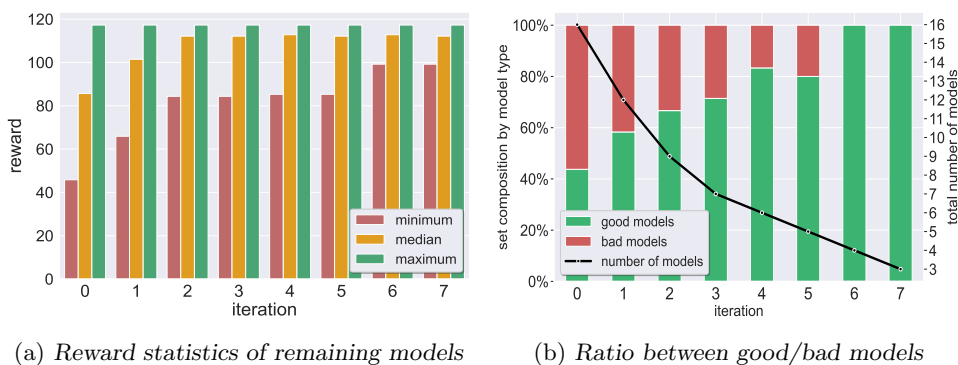 120
100
80
60
40
20
0
reward
minimum
median
maximum
0 1 2 3 4 5 6 7
iteration
(a) Reward statistics of remaining models
100%
80%
60%
40%
20%
0%
set composition by model type
good models
bad models
number of models
16
15
14
13
12
11
10
9
8
7
6
5
4
3
total number of models
0 1 2 3 4 5 6 7
iteration
(b) Ratio between good/bad models